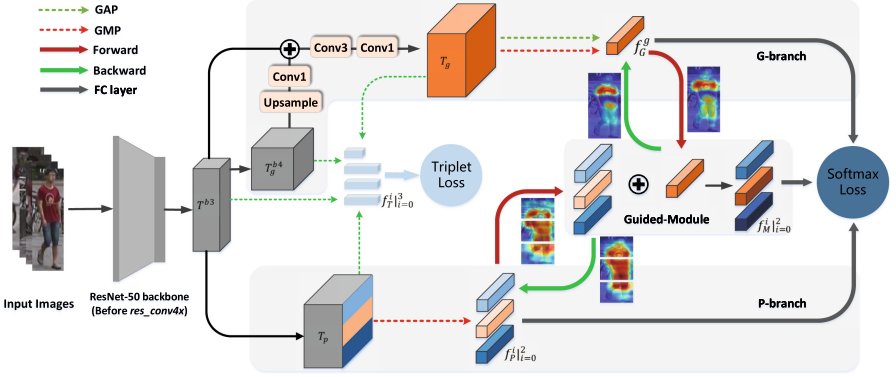 GAP
GMP
Forward
Backward
FC layer
Conv3
Conv1
Conv1
Upsample
T_g
f_G^g
G-branch
T_g^{b4}
T^{b3}
Triplet
Loss
f_T^i|_{i=0}^3
Guided-Module
f_M^i|_{i=0}^2
Softmax
Loss
Input Images
ResNet-50 backbone
(Before res_conv4x)
T_p
f_P^i|_{i=0}^2
P-branch